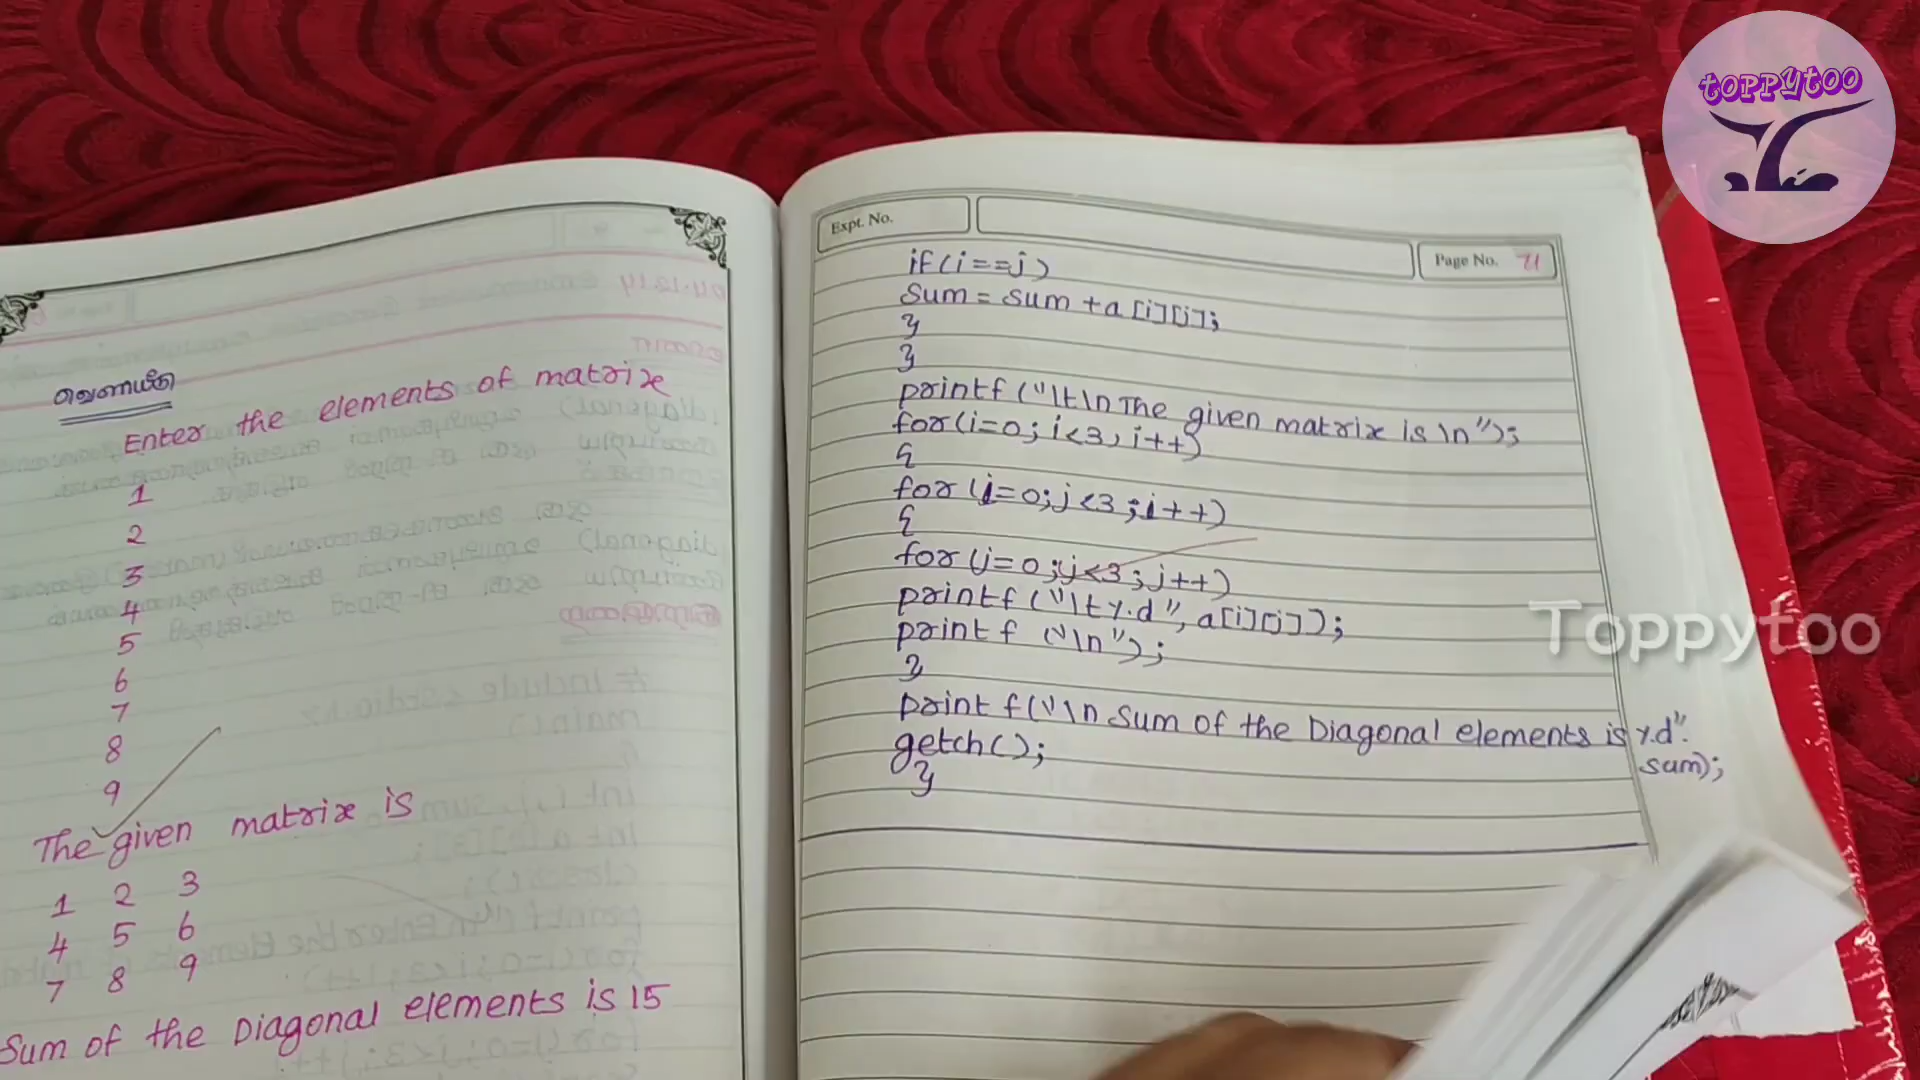 Enter the elements of matrix
1
2
3
4
5
6
7
8
9
The given matrix is
1 2 3
4 5 6
7 8 9
Sum of the Diagonal elements is 15
Expt. No.
Page No.
if(i==j)
Sum = Sum +a[i][j];
}
}
printf ("\t\n The given matrix is \n");
for(i=0; i<3, i++)
{
for (i=0; j<3; i++)
{
for (j=0; j<3; j++)
printf ("\t %d", a[i][j]);
printf ("\n");
}
printf("\n Sum of the Diagonal elements is %d".
sum);
getch();
}
toppytoo
Toppytoo